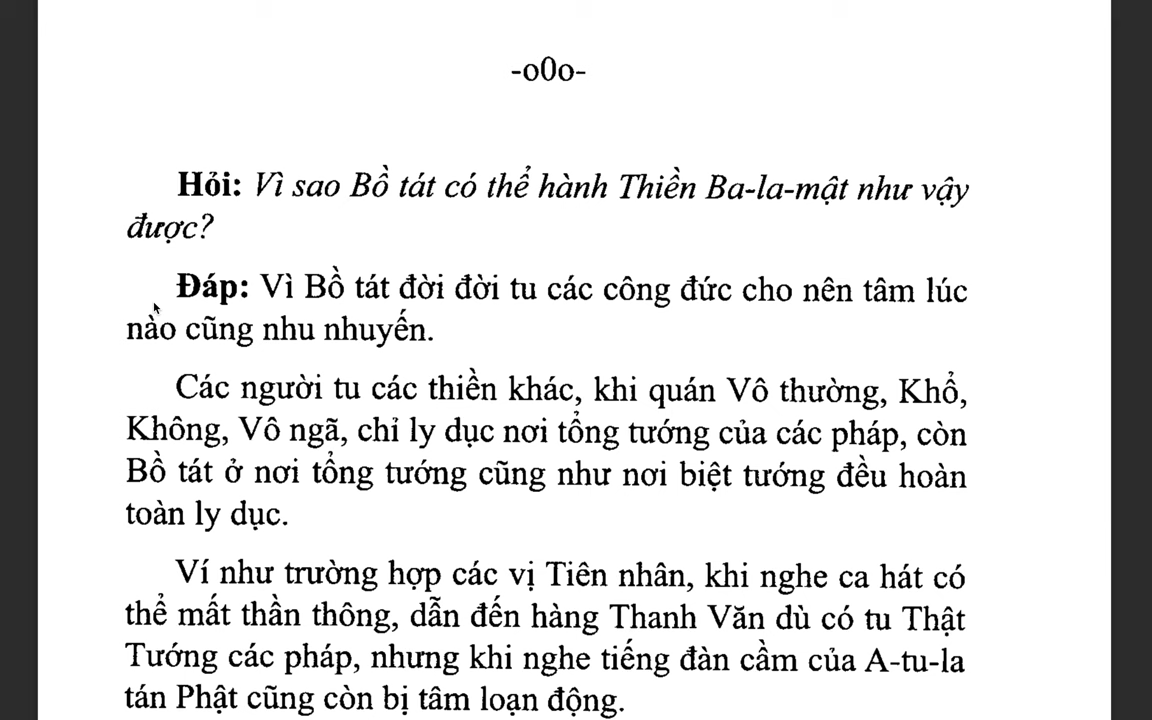 -o0o-
Hỏi: Vì sao Bồ tát có thể hành Thiền Ba-la-mật như vậy
được?
Đáp: Vì Bồ tát đời đời tu các công đức cho nên tâm lúc
nào cũng nhu nhuyến.
Các người tu các thiền khác, khi quán Vô thường, Khổ,
Không, Vô ngã, chỉ ly dục nơi tổng tướng của các pháp, còn
Bồ tát ở nơi tổng tướng cũng như nơi biệt tướng đều hoàn
toàn ly dục.
Ví như trường hợp các vị Tiên nhân, khi nghe ca hát có
thể mất thần thông, dẫn đến hàng Thanh Văn dù có tu Thật
Tướng các pháp, nhưng khi nghe tiếng đàn cầm của A-tu-la
tán Phật cũng còn bị tâm loạn động.